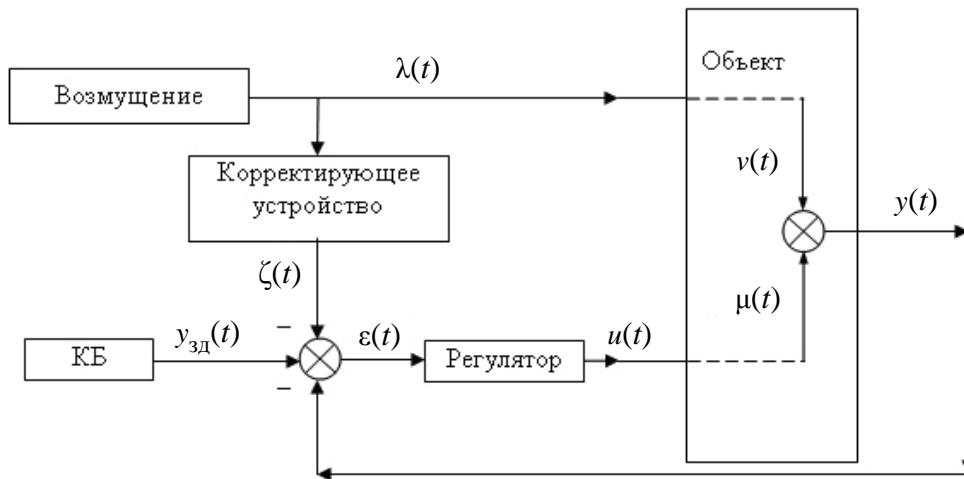 λ(t)
Объект
Возмущение
Корректирующее
устройство
ν(t)
y(t)
ζ(t)
μ(t)
−
yзд(t)
ε(t)
u(t)
КБ
Регулятор
−